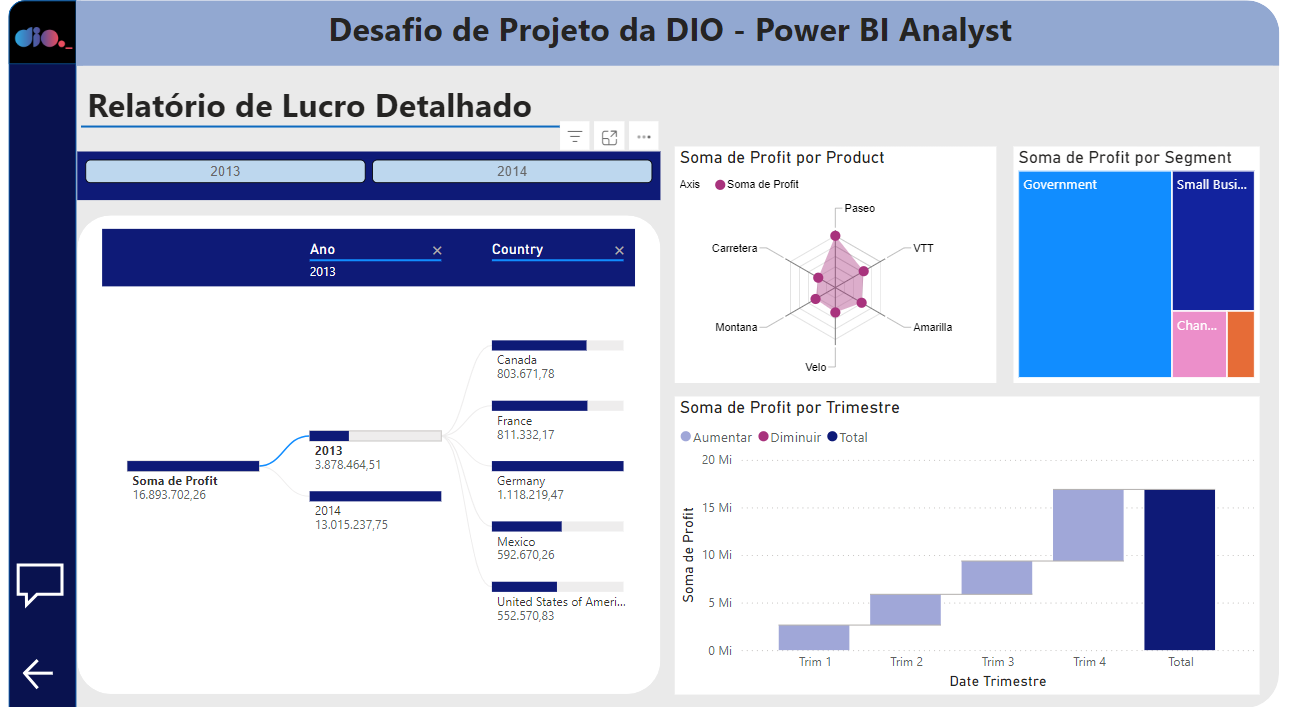 dio._
Desafio de Projeto da DIO - Power BI Analyst
Relatório de Lucro Detalhado
2013
2014
Ano
Country
2013
Soma de Profit
16.893.702,26
2013
3.878.464,51
2014
13.015.237,75
Canada
803.671,78
France
811.332,17
Germany
1.118.219,47
Mexico
592.670,26
United States of Ameri...
552.570,83
Soma de Profit por Product
Axis
Soma de Profit
Paseo
VTT
Amarilla
Velo
Montana
Carretera
Soma de Profit por Segment
Government
Small Busi...
Chan...
Soma de Profit por Trimestre
Aumentar
Diminuir
Total
Soma de Profit
20 Mi
15 Mi
10 Mi
5 Mi
0 Mi
Trim 1
Trim 2
Trim 3
Trim 4
Total
Date Trimestre